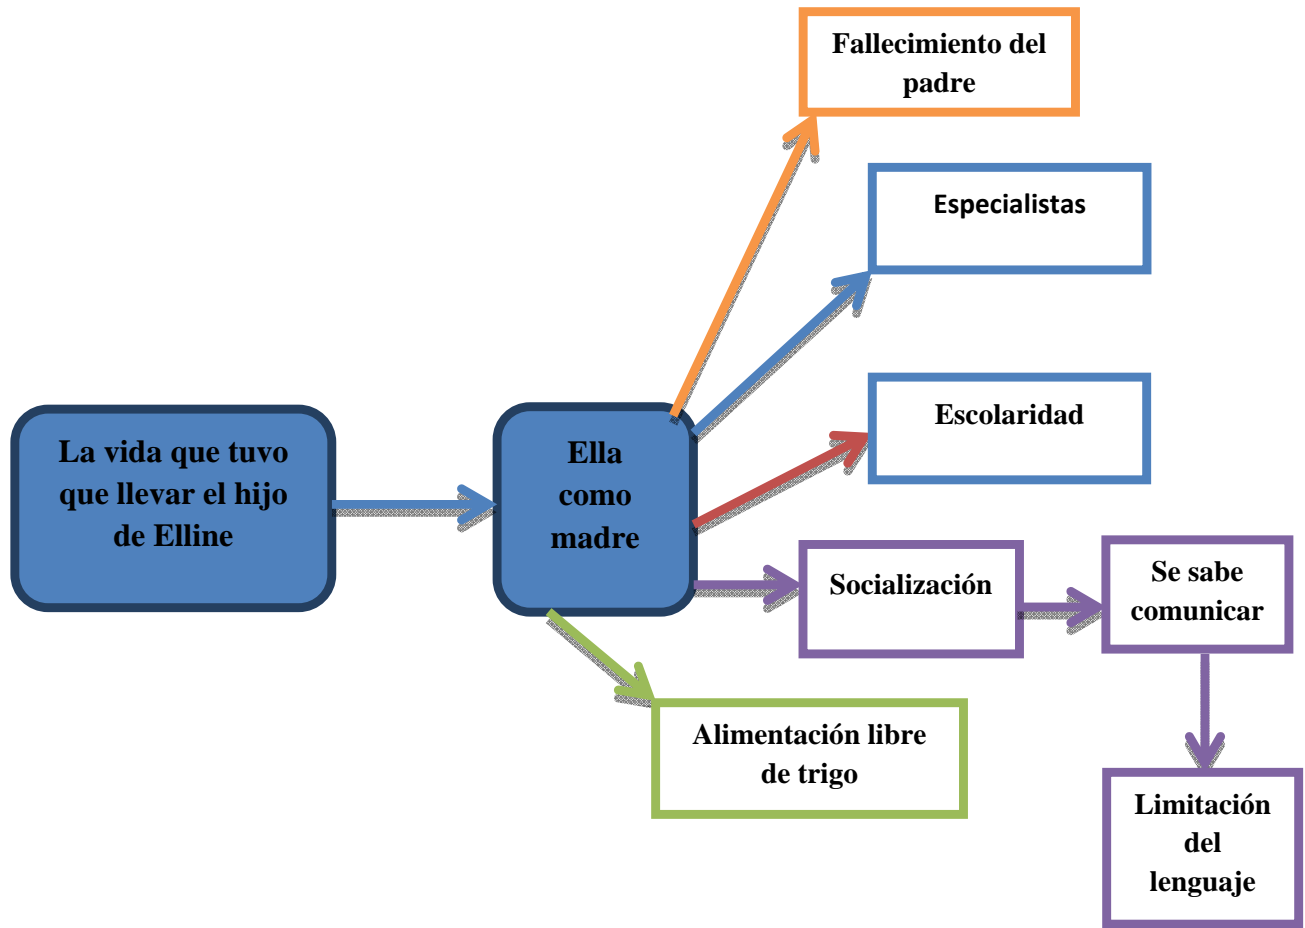 Fallecimiento del
padre
Especialistas
Escolaridad
La vida que tuvo
que llevar el hijo
de Elline
Ella
como
madre
Socialización
Se sabe
comunicar
Alimentación libre
de trigo
Limitación
del
lenguaje